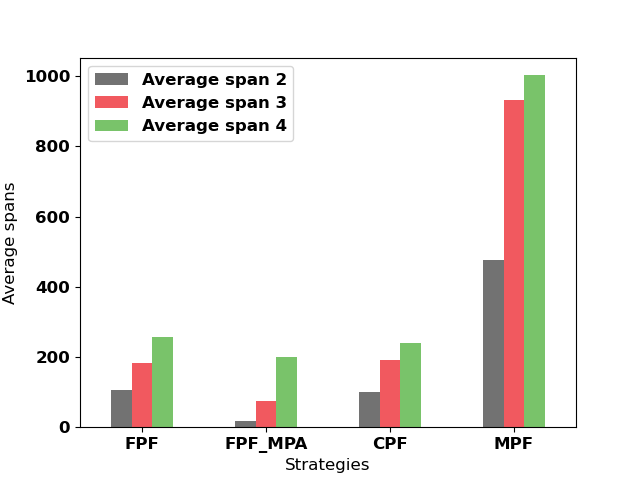 Average span 2
Average span 3
Average span 4
1000
800
600
400
200
0
Average spans
FPF
FPF_MPA
CPF
MPF
Strategies